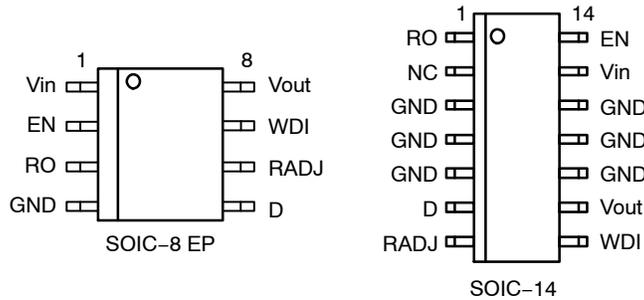 1 8
Vin Vout
EN WDI
RO RADJ
GND D
SOIC−8 EP
1 14
RO EN
NC Vin
GND GND
GND GND
GND GND
D Vout
RADJ WDI
SOIC−14